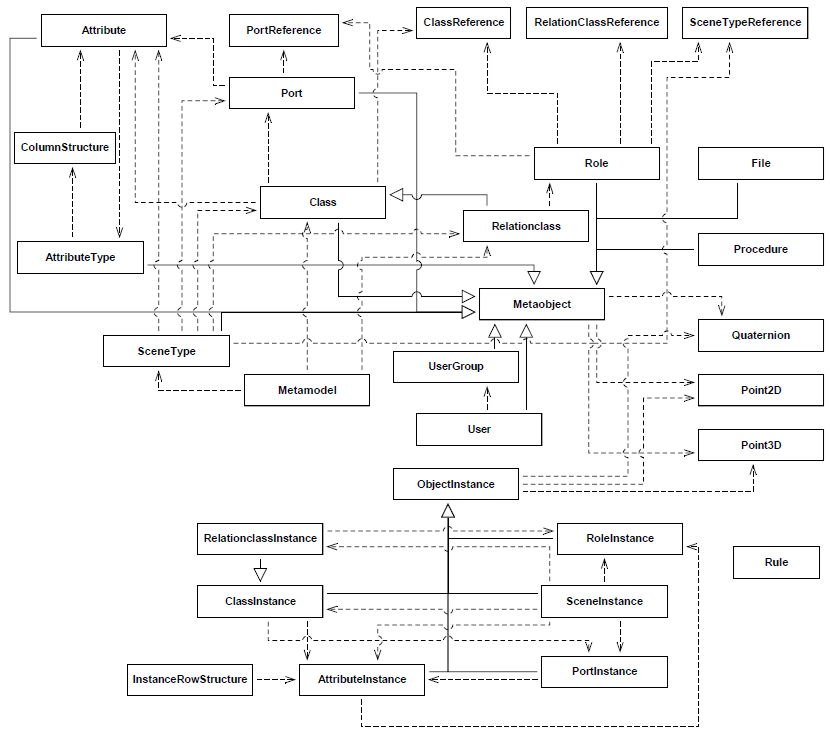 Attribute
PortReference
ClassReference
RelationClassReference
SceneTypeReference
Port
ColumnStructure
Role
File
Class
Relationclass
AttributeType
Procedure
Metaobject
SceneType
Quaternion
UserGroup
Metamodel
Point2D
User
Point3D
ObjectInstance
RelationclassInstance
RoleInstance
Rule
ClassInstance
SceneInstance
InstanceRowStructure
AttributeInstance
PortInstance